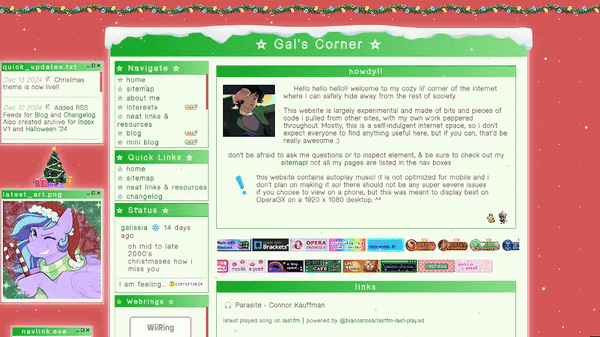 ☆ Gal's Corner ☆
quick_updates.txt
Dec 13 2024 Christmas
theme is now live!!
Dec 12 2024 Added RSS
Feeds for Blog and Changelog
Also created archive for Index
V1 and Halloween '24
latest_art.png
navlink.exe
☆ Navigate ☆
☆ home
☆ sitemap
☆ about me
☆ interests
☆ neat links &
resources
☆ blog
☆ mini blog
☆ Quick Links ☆
☆ home
☆ sitemap
☆ neat links & resources
☆ changelog
☆ Status ☆
galissia ❄ 14 days
ago
oh mid to late
2000's
christmases how i
miss you
I am feeling...
☆ Webrings ☆
WiiRing
howdy!!
Hello hello hello!! welcome to my cozy lil' corner of the internet
where I can safely hide away from the rest of society.
This website is largely experimental and made of bits and pieces of
code I pulled from other sites, with my own work peppered
throughout. Mostly, this is a self-indulgent internet space, so i don't
expect everyone to find anything useful here, but if you can, that'd be
really awesome :)
don't be afraid to ask me questions or to inspect element, & be sure to check out my
sitemap! not all my pages are listed in the nav boxes
this website contains autoplay music! it is not optimized for mobile and i
don't plan on making it so! there should not be any super severe issues
if you choose to view on a phone, but this was meant to display best on
OperaGX on a 1920 x 1080 desktop. ^^
Brackets
OPERA
links
Parasite - Connor Kauffman
latest played song on last.fm | powered by @biancarosa/lastfm-last-played